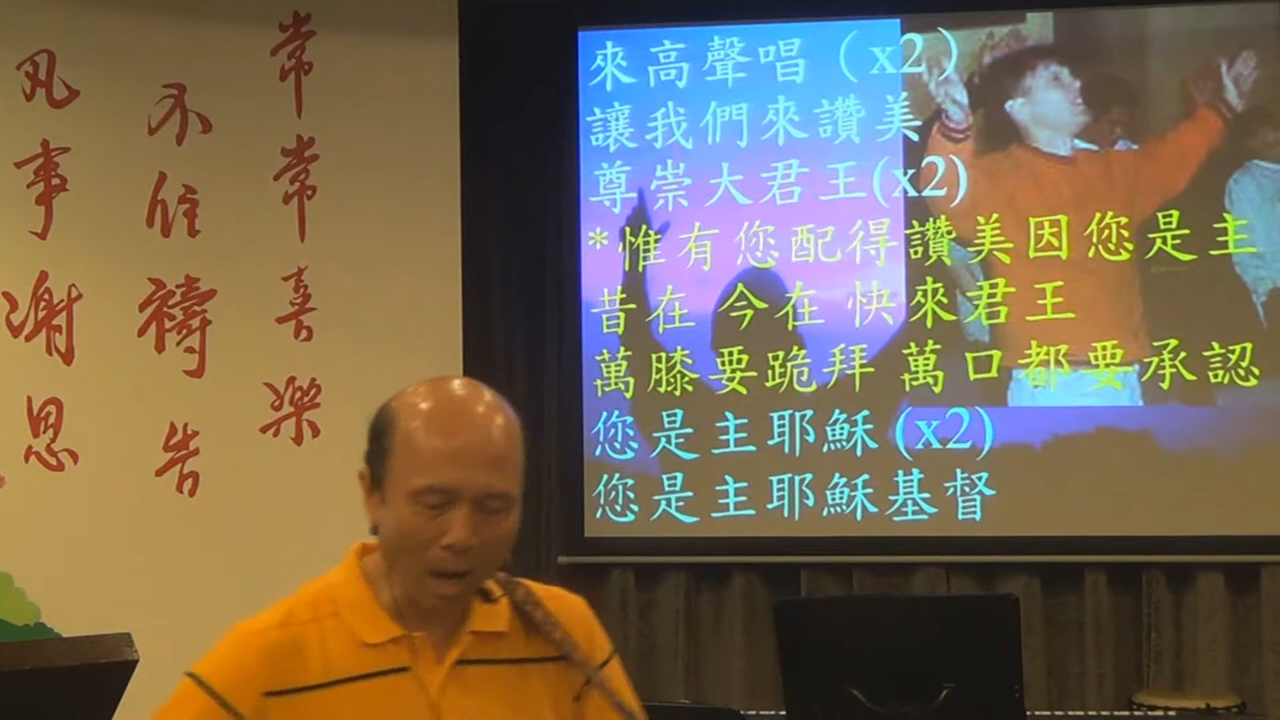 常常喜樂
不住禱告
凡事謝恩
來高聲唱（x2）
讓我們來讚美
尊崇大君王(x2)
*惟有您配得讚美因您是主
昔在 今在 快來君王
萬膝要跪拜 萬口都要承認
您是主耶穌 (x2)
您是主耶穌基督